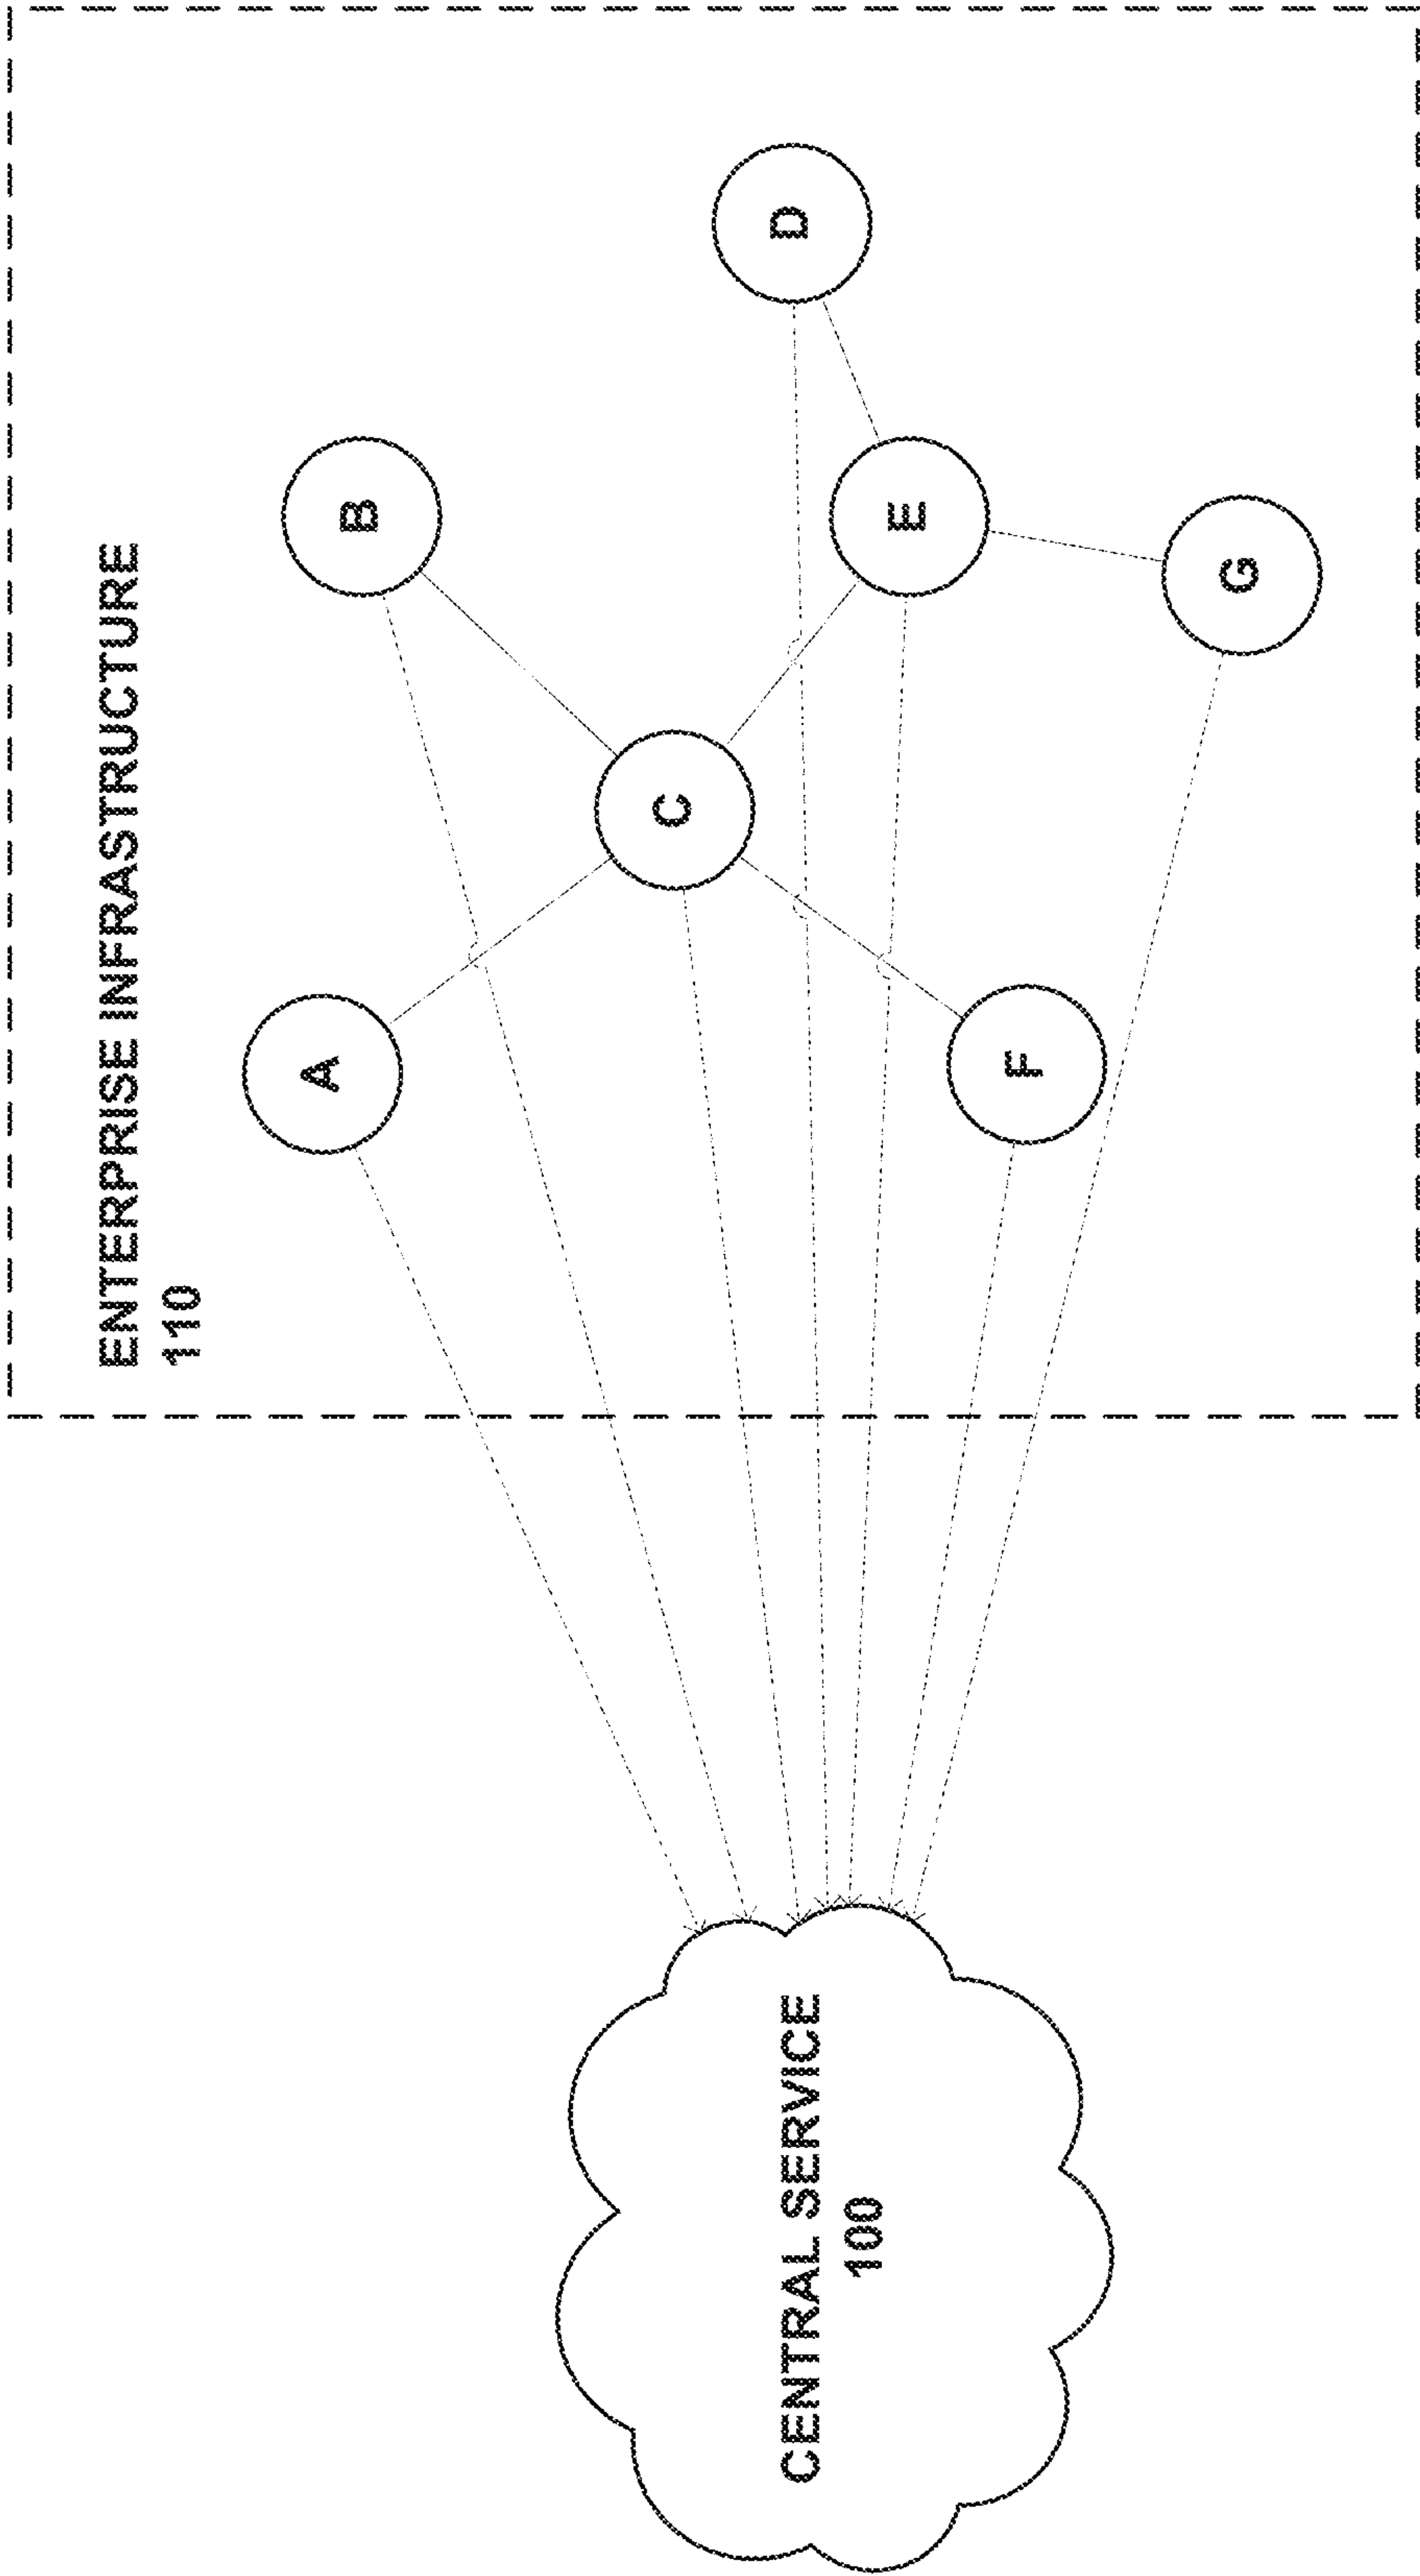 ENTERPRISE INFRASTRUCTURE
110
A
B
C
D
E
F
G
CENTRAL SERVICE
100